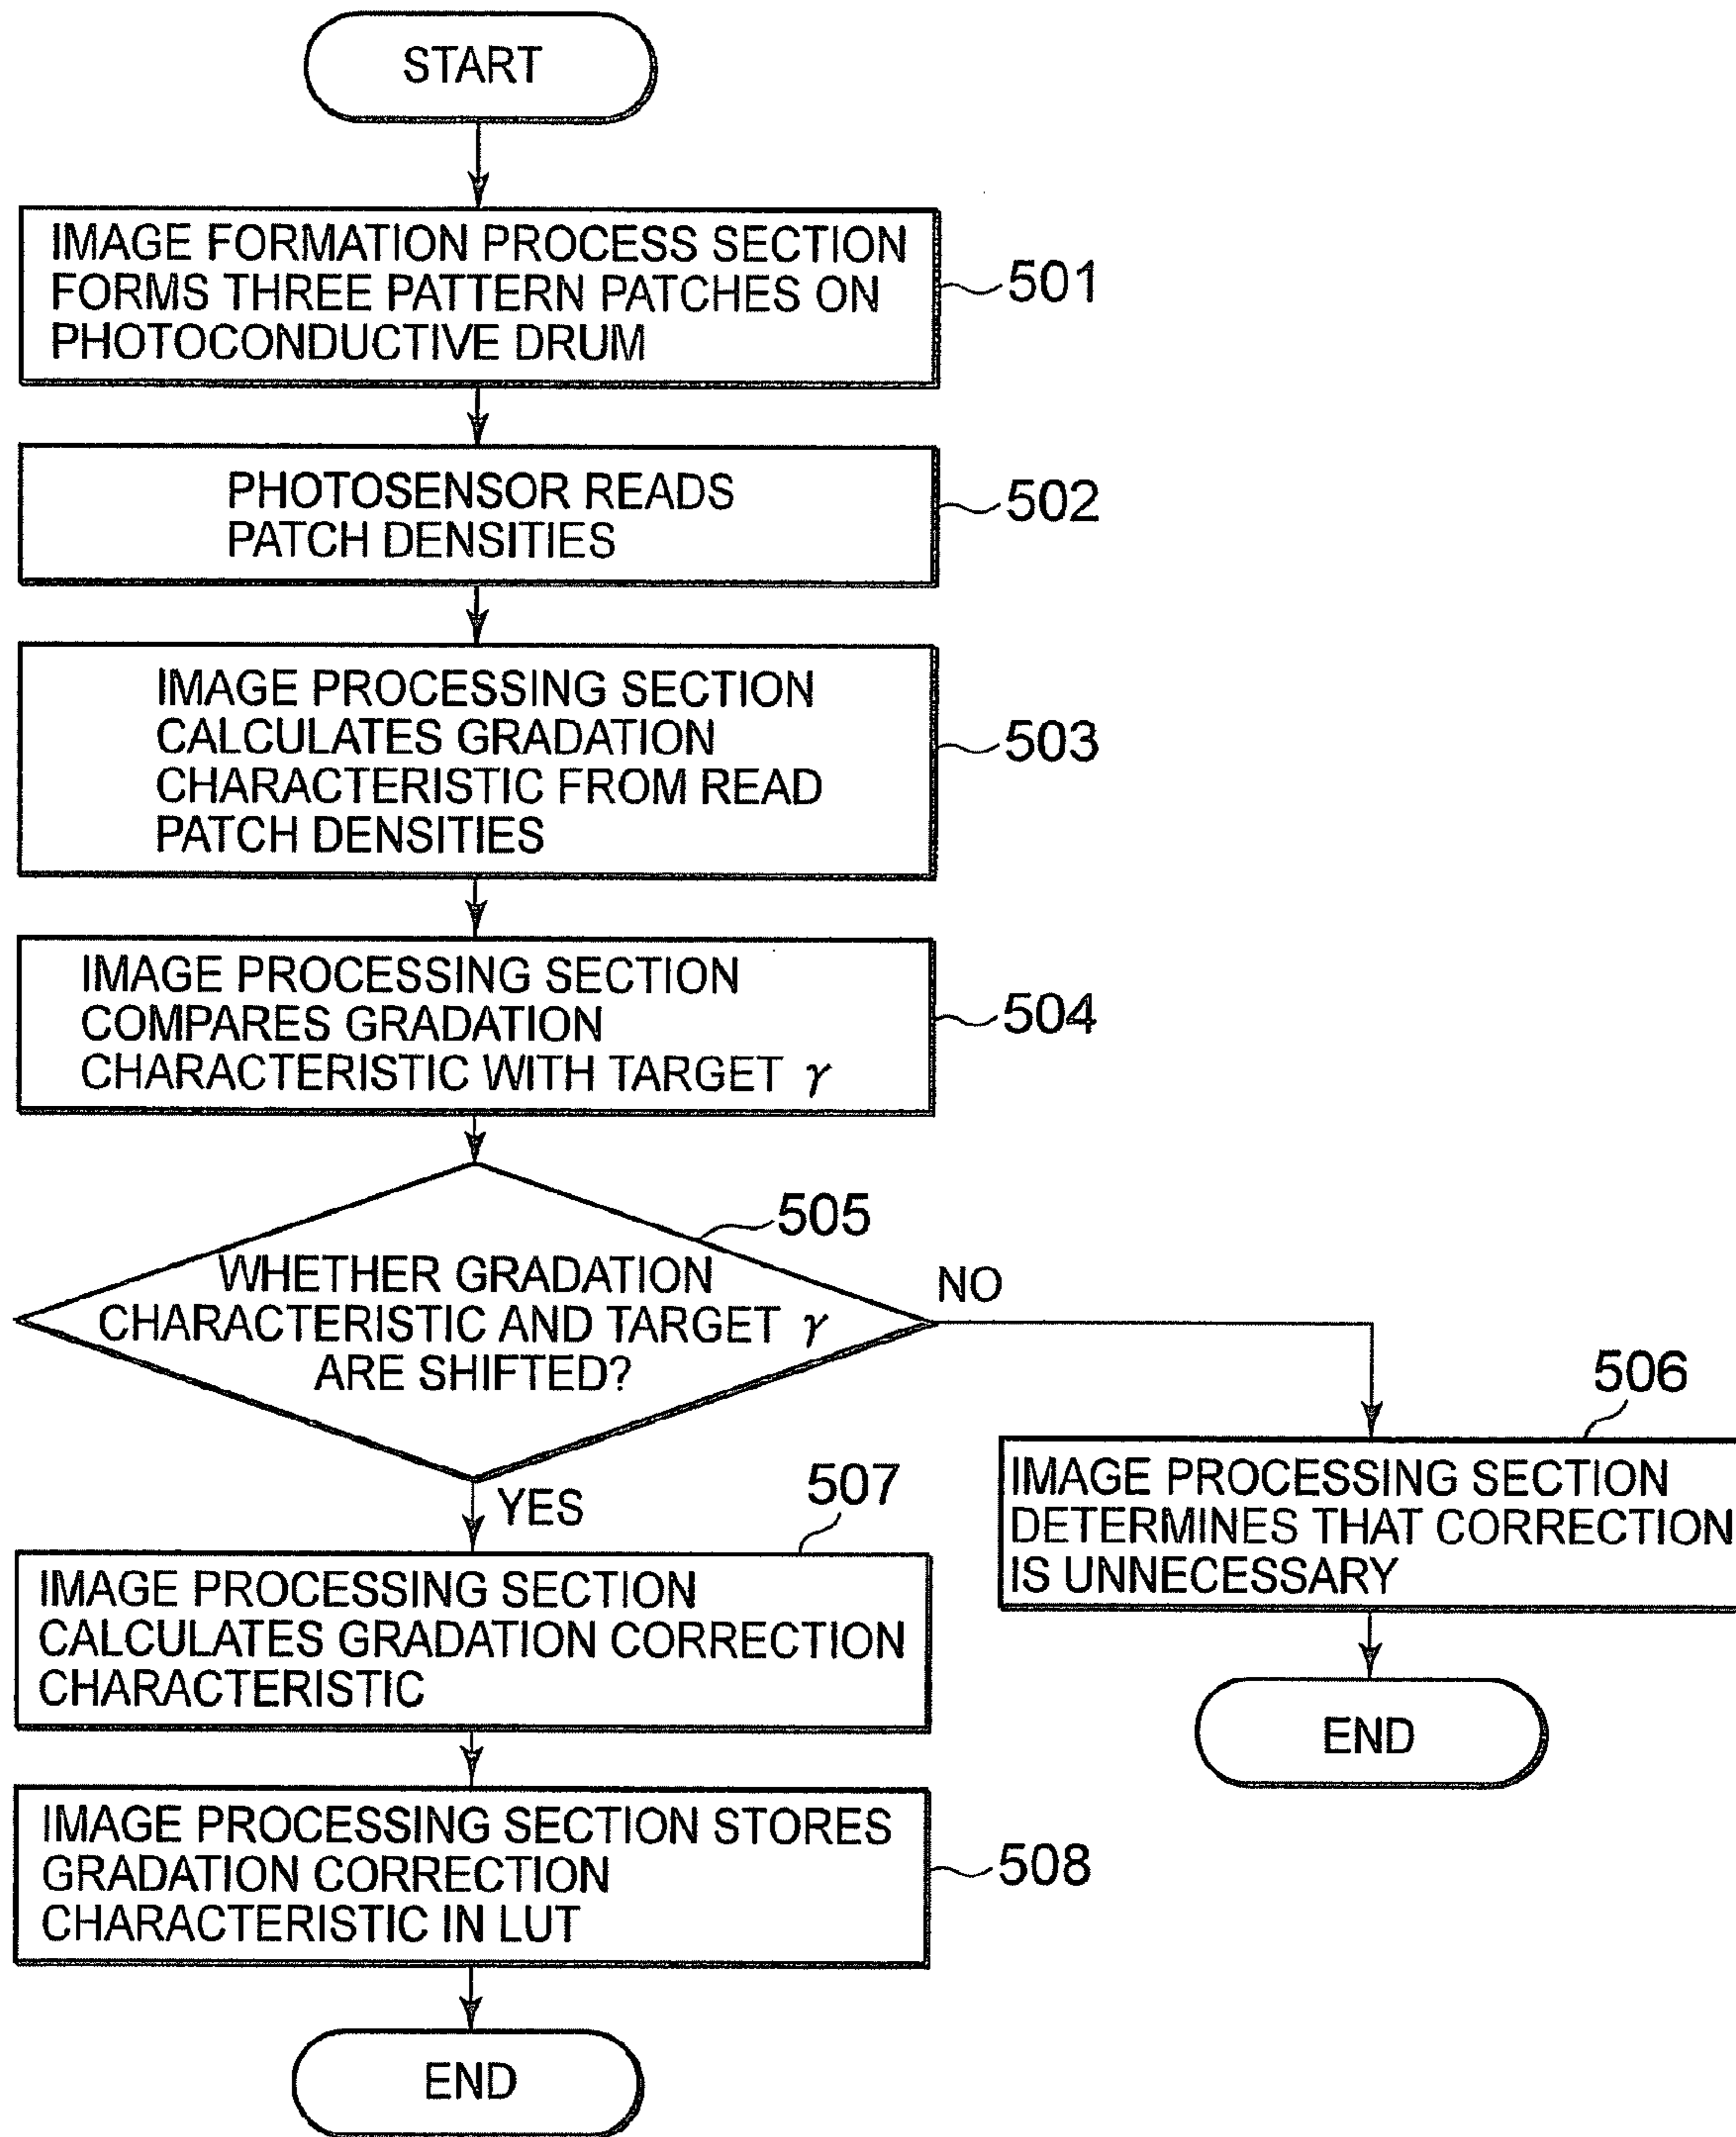 START
IMAGE FORMATION PROCESS SECTION
FORMS THREE PATTERN PATCHES ON
PHOTOCONDUCTIVE DRUM
501
PHOTOSENSOR READS
PATCH DENSITIES
502
IMAGE PROCESSING SECTION
CALCULATES GRADATION
CHARACTERISTIC FROM READ
PATCH DENSITIES
503
IMAGE PROCESSING SECTION
COMPARES GRADATION
CHARACTERISTIC WITH TARGET γ
504
505
WHETHER GRADATION
CHARACTERISTIC AND TARGET γ
ARE SHIFTED?
NO
506
IMAGE PROCESSING SECTION
DETERMINES THAT CORRECTION
IS UNNECESSARY
END
YES
507
IMAGE PROCESSING SECTION
CALCULATES GRADATION CORRECTION
CHARACTERISTIC
IMAGE PROCESSING SECTION STORES
GRADATION CORRECTION
CHARACTERISTIC IN LUT
508
END